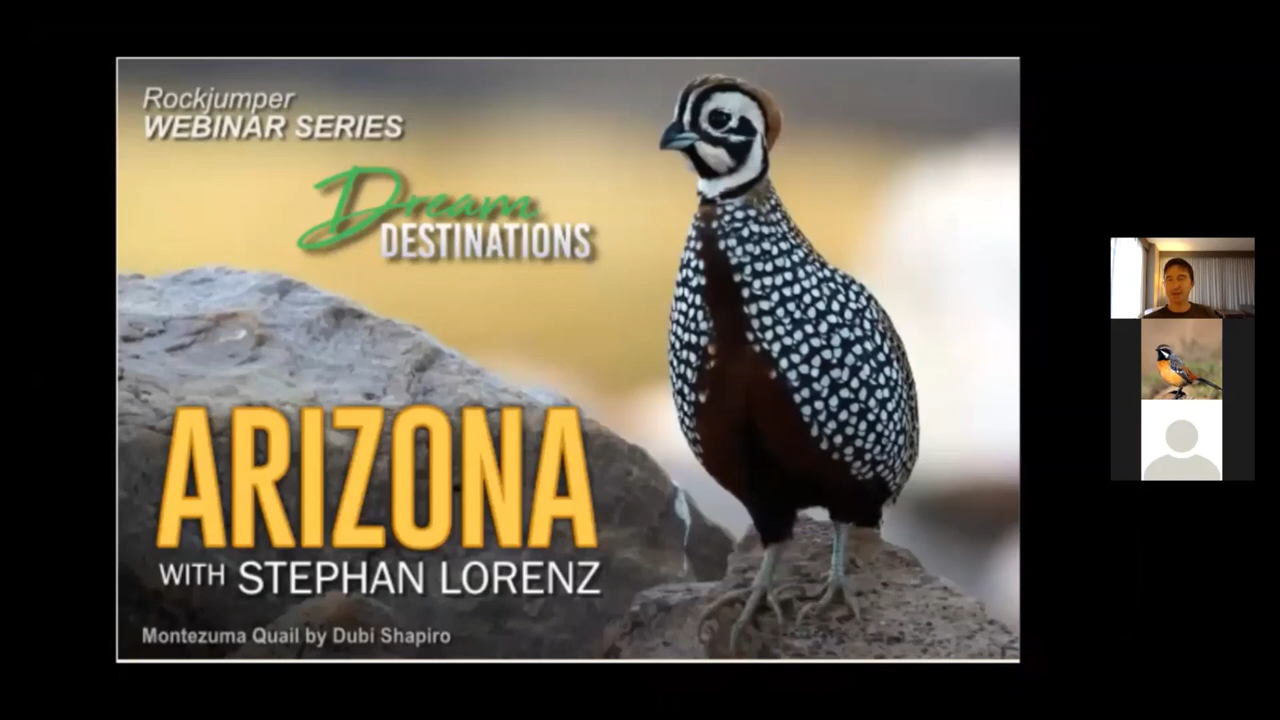 Rockjumper
WEBINAR SERIES
Dream
DESTINATIONS
ARIZONA
WITH STEPHAN LORENZ
Montezuma Quail by Dubi Shapiro